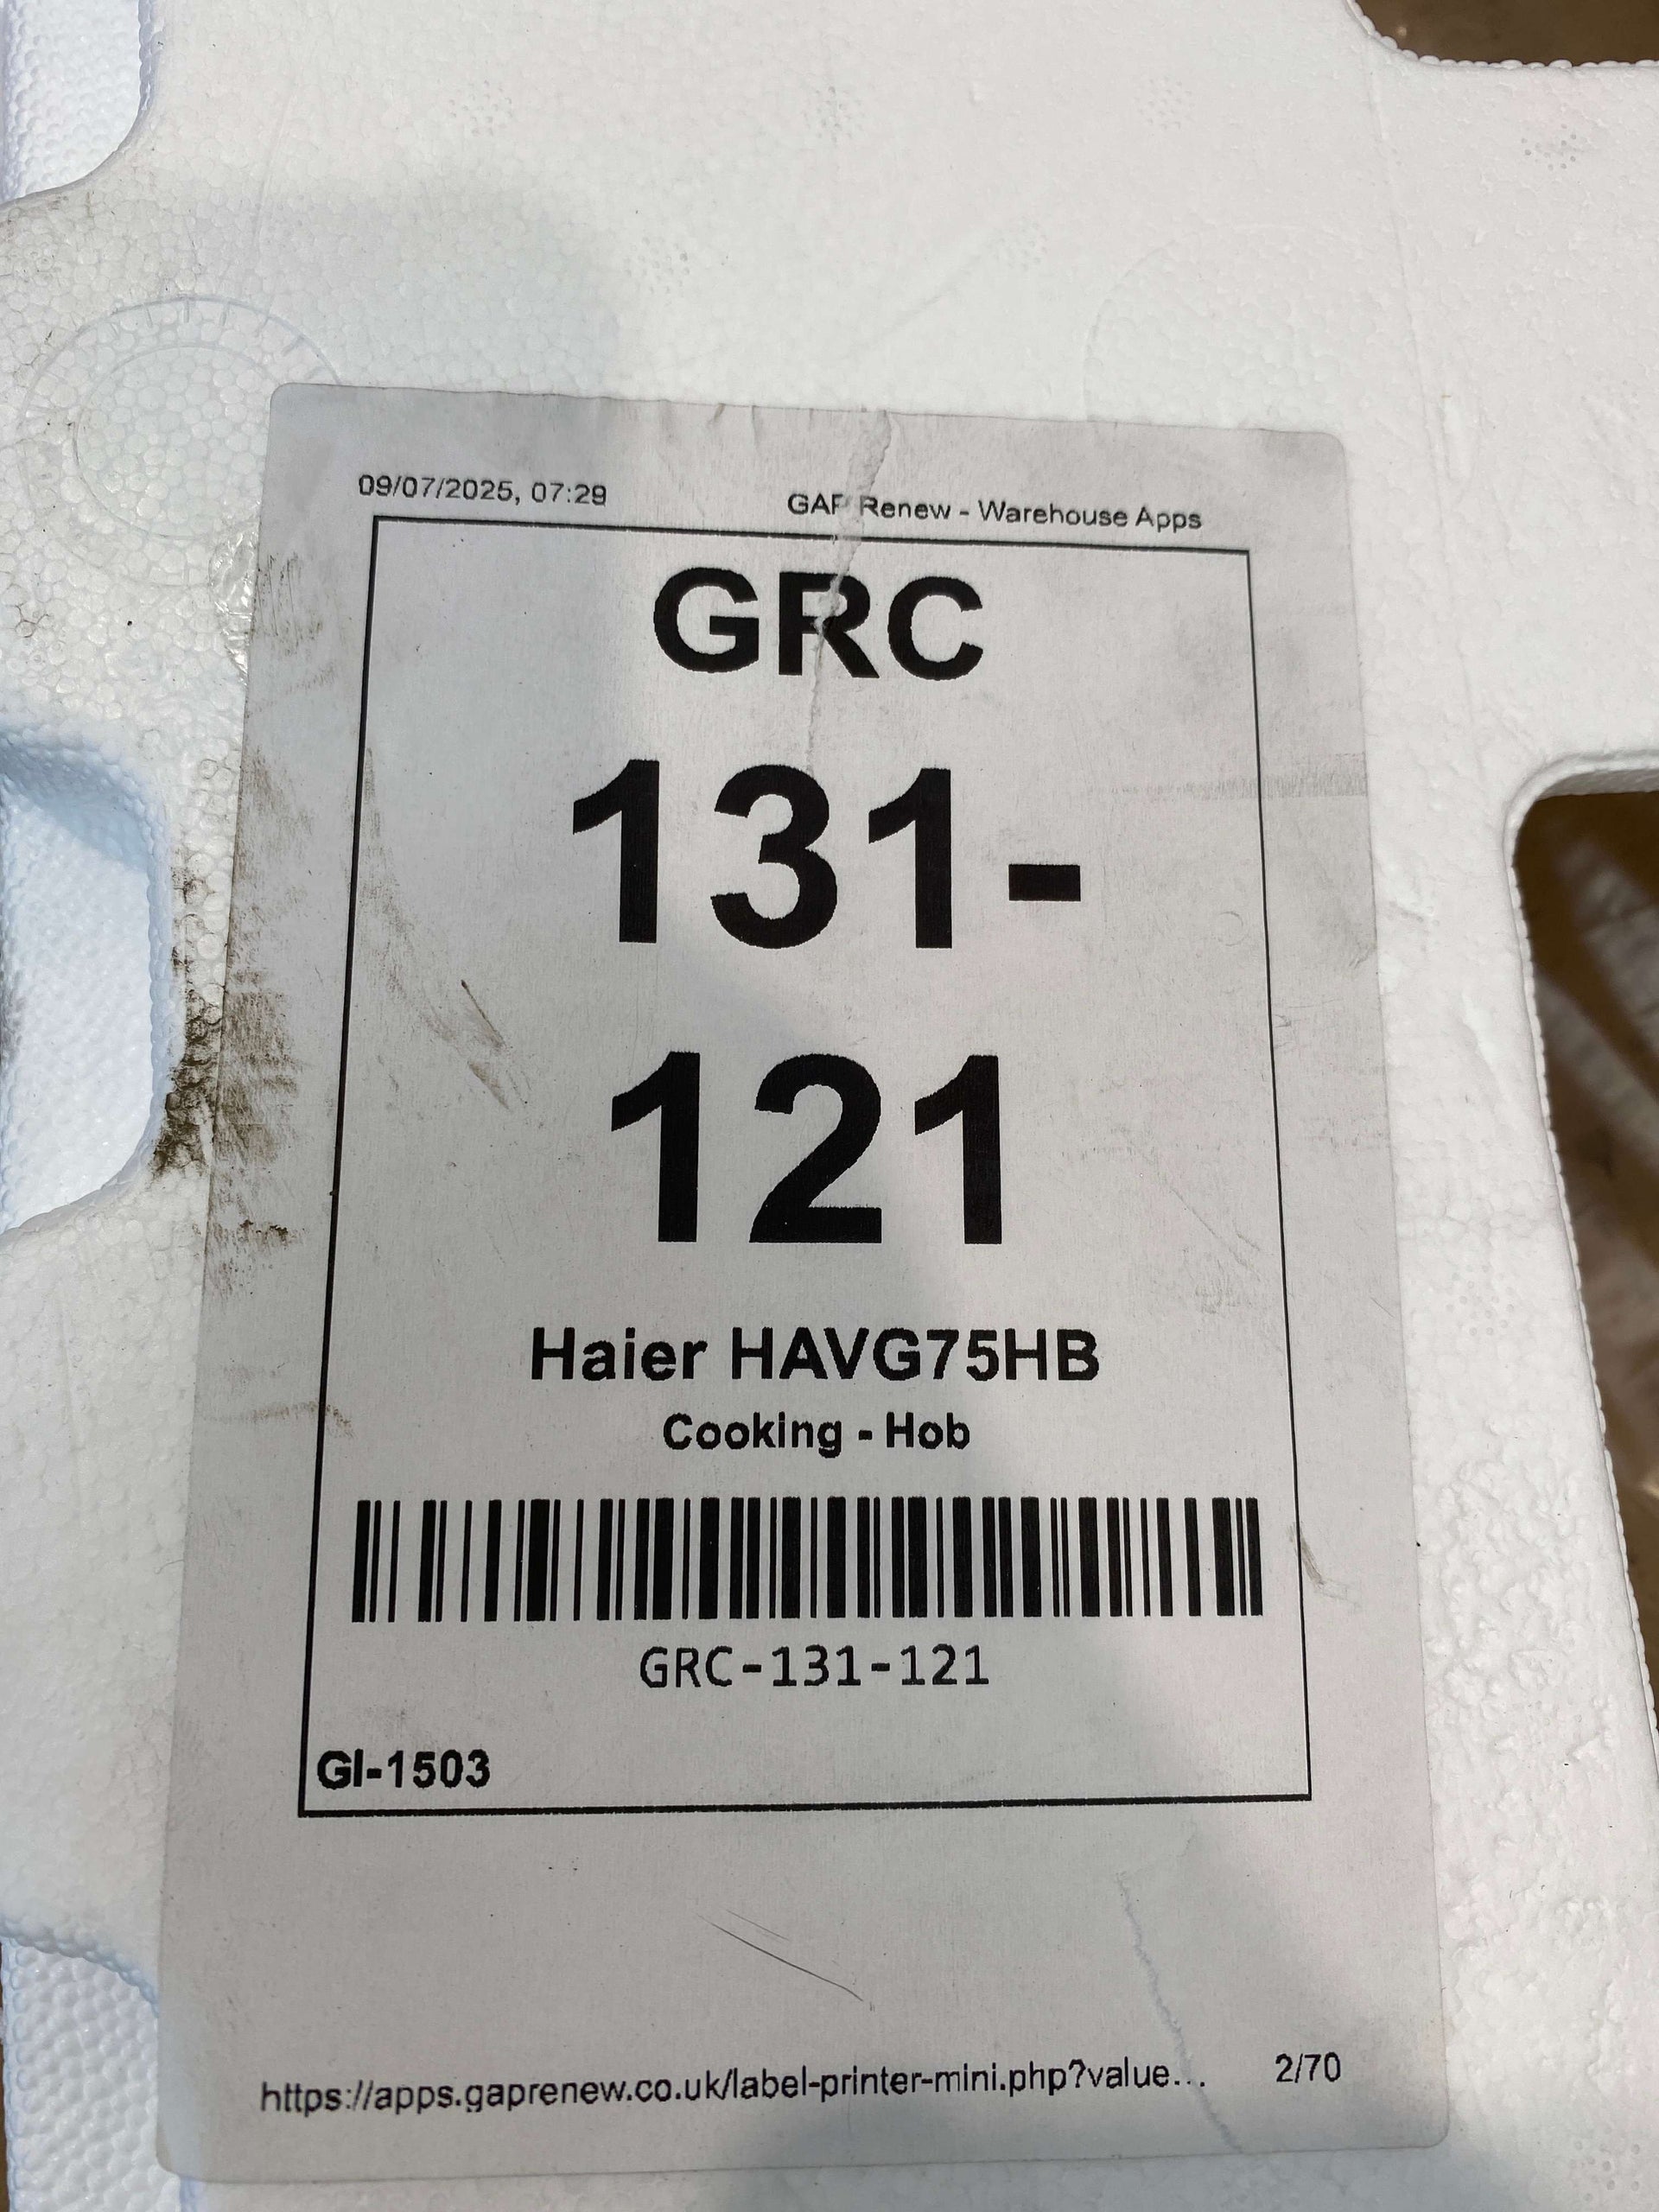 09/07/2025, 07:29 GAP Renew - Warehouse Apps
GRC
131-
121
Haier HAVG75HB
Cooking - Hob
GRC-131-121
GI-1503
https://apps.gaprenew.co.uk/label-printer-mini.php?value... 2/70